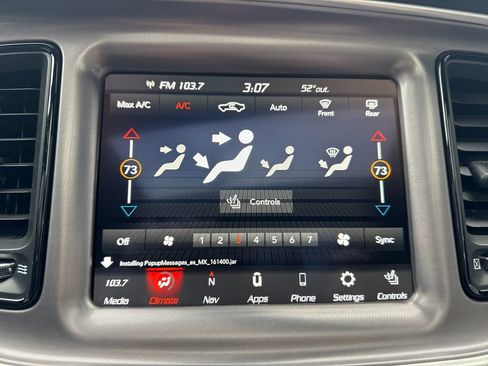 FM 103.7 3:07 52°out.
Max A/C A/C Auto Front Rear
73 73
Controls
Off 1 2 3 4 5 6 7 Sync
Installing PopupMessages_es_MX_161400.jar
103.7 N
Media Climate Nav Apps Phone Settings Controls